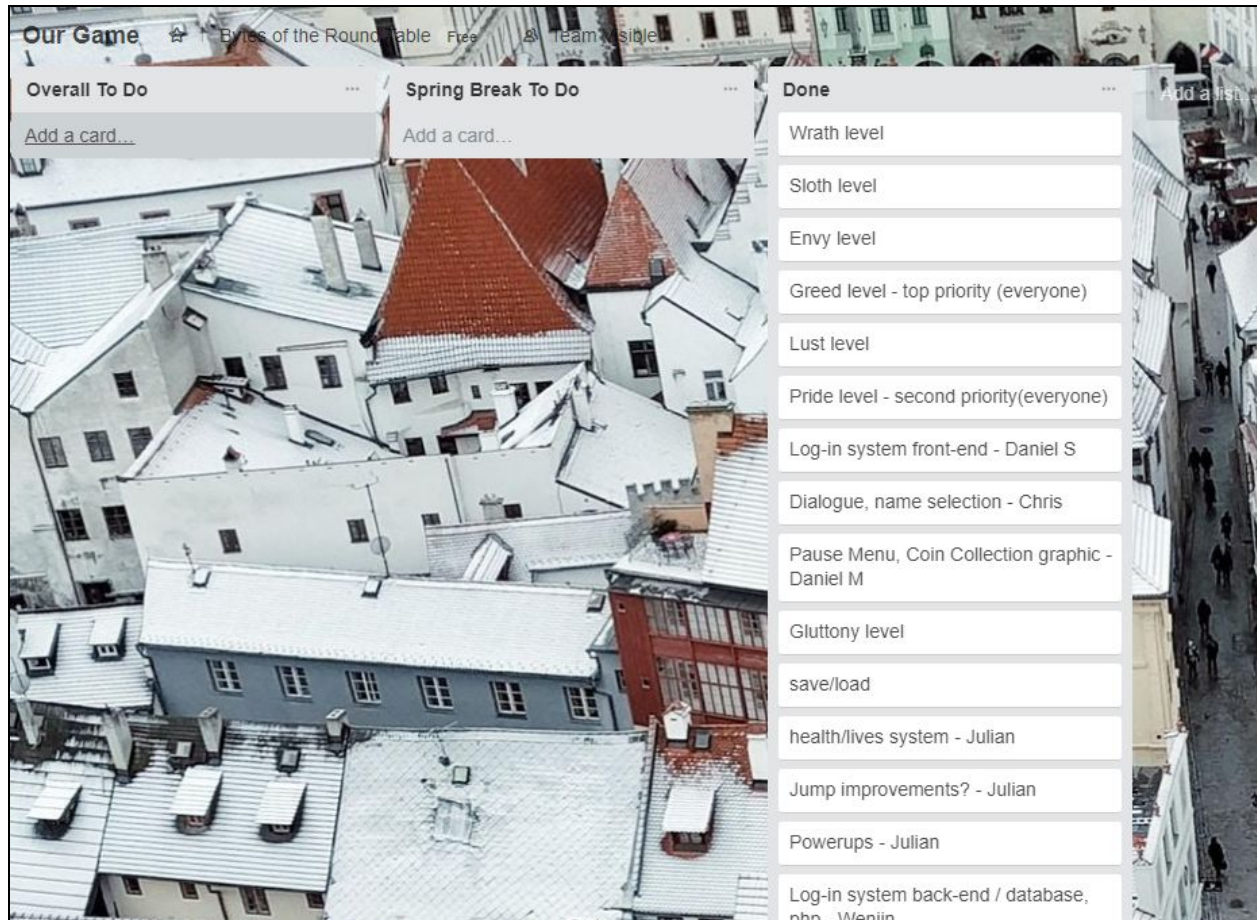 Our Game Bytes of the Round Table Free Team Visible
Overall To Do
Add a card...
Spring Break To Do
Add a card...
Done
Wrath level
Sloth level
Envy level
Greed level - top priority (everyone)
Lust level
Pride level - second priority(everyone)
Log-in system front-end - Daniel S
Dialogue, name selection - Chris
Pause Menu, Coin Collection graphic -
Daniel M
Gluttony level
save/load
health/lives system - Julian
Jump improvements? - Julian
Powerups - Julian
Log-in system back-end / database,
php - Wenjin
Add a list...